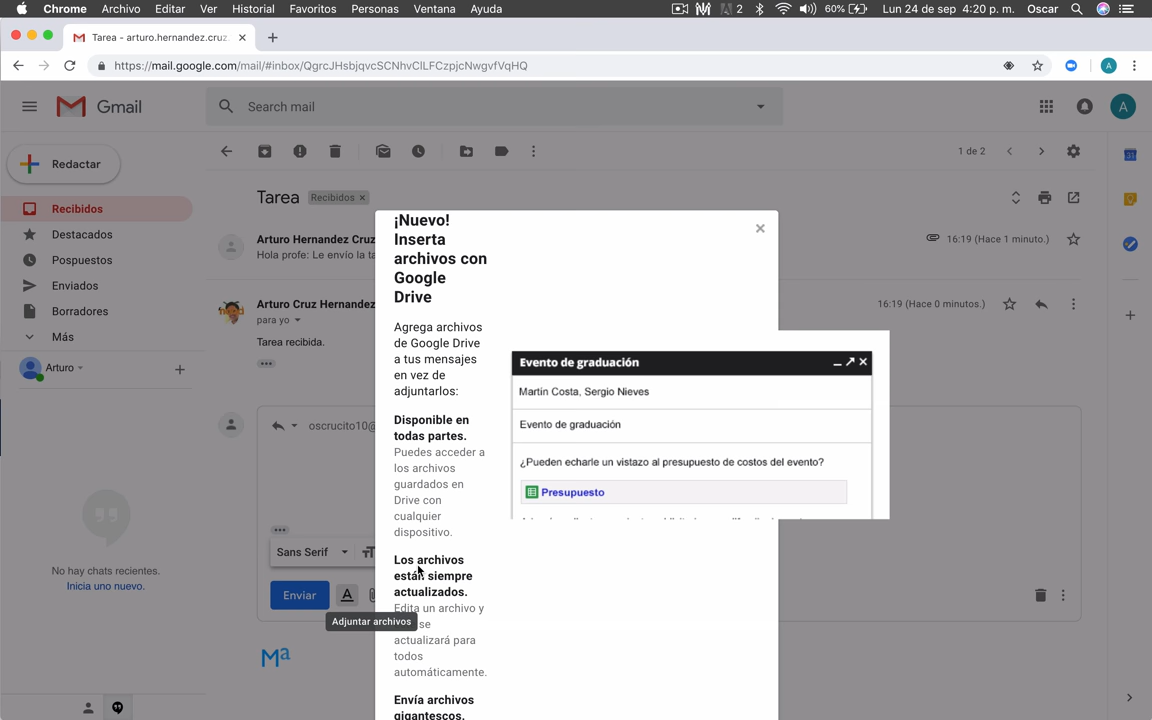 Chrome Archivo Editar Ver Historial Favoritos Personas Ventana Ayuda 2 60% Lun 24 de sep 4:20 p. m. Oscar
Tarea - arturo.hernandez.cruz.
https://mail.google.com/mail/#inbox/QgrcJHsbjqvcSCNhvClLFCzpjcNwgvfVqHQ A
Gmail Search mail A
Redactar 1 de 2
Recibidos
Destacados
Pospuestos
Enviados
Borradores
Más
Arturo
No hay chats recientes.
Inicia uno nuevo.
Tarea Recibidos
Arturo Hernandez Cruz 16:19 (Hace 1 minuto.)
Hola profe: Le envío la ta
Arturo Cruz Hernandez 16:19 (Hace 0 minutos.)
para yo
Tarea recibida.
oscrucito10@
Sans Serif
Enviar A
Adjuntar archivos
¡Nuevo!
Inserta
archivos con
Google
Drive
Agrega archivos
de Google Drive
a tus mensajes
en vez de
adjuntarlos:
Disponible en
todas partes.
Puedes acceder a
los archivos
guardados en
Drive con
cualquier
dispositivo.
Los archivos
están siempre
actualizados.
Edita un archivo y
se
actualizará para
todos
automáticamente.
Envía archivos
gigantescos.
Evento de graduación
Martín Costa, Sergio Nieves
Evento de graduación
¿Pueden echarle un vistazo al presupuesto de costos del evento?
Presupuesto